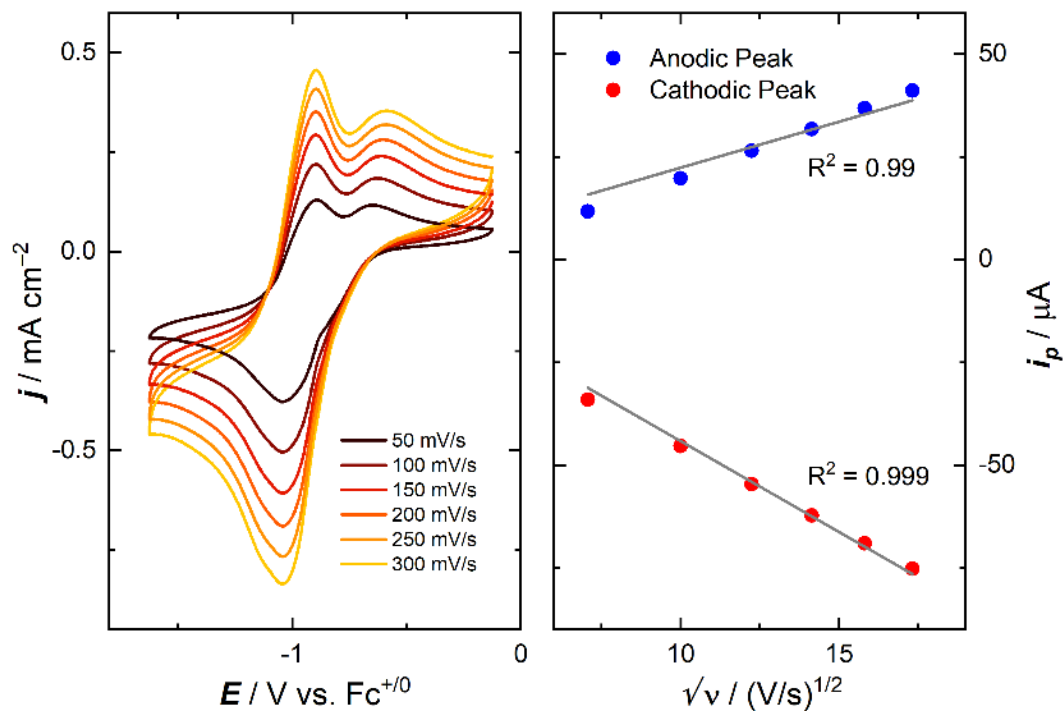 0.5
0.0
-0.5
j / mA cm⁻²
-1
0
E / V vs. Fc⁺/⁰
50 mV/s
100 mV/s
150 mV/s
200 mV/s
250 mV/s
300 mV/s
Anodic Peak
Cathodic Peak
R² = 0.99
R² = 0.999
10
15
√ν / (V/s)¹/²
50
0
-50
iₚ / μA